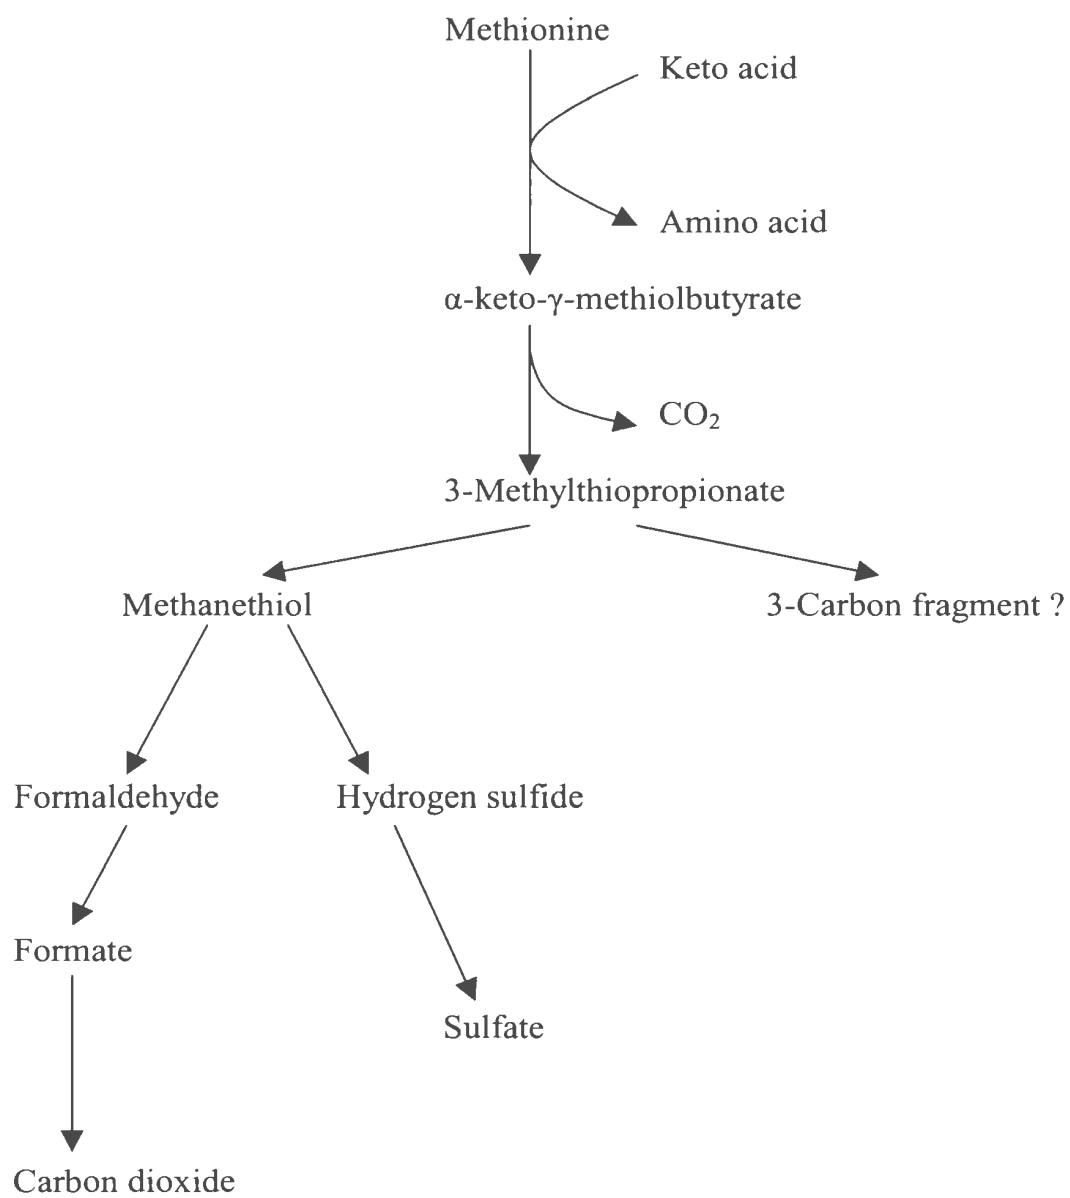 Methionine
Keto acid
Amino acid
α-keto-γ-methiolbutyrate
CO₂
3-Methylthiopropionate
Methanethiol
3-Carbon fragment ?
Formaldehyde
Hydrogen sulfide
Formate
Sulfate
Carbon dioxide